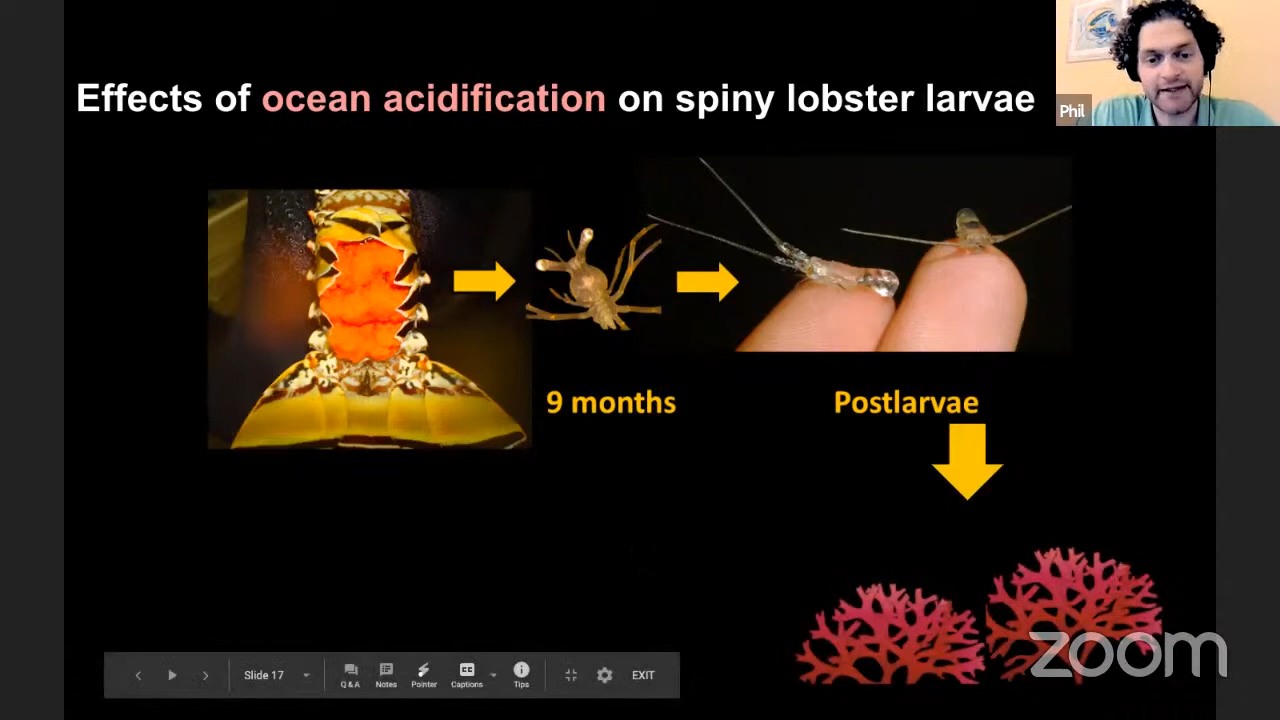 Effects of ocean acidification on spiny lobster larvae
Phil
9 months
Postlarvae
Slide 17
Q & A
Notes
Pointer
Captions
Tips
EXIT
zoom